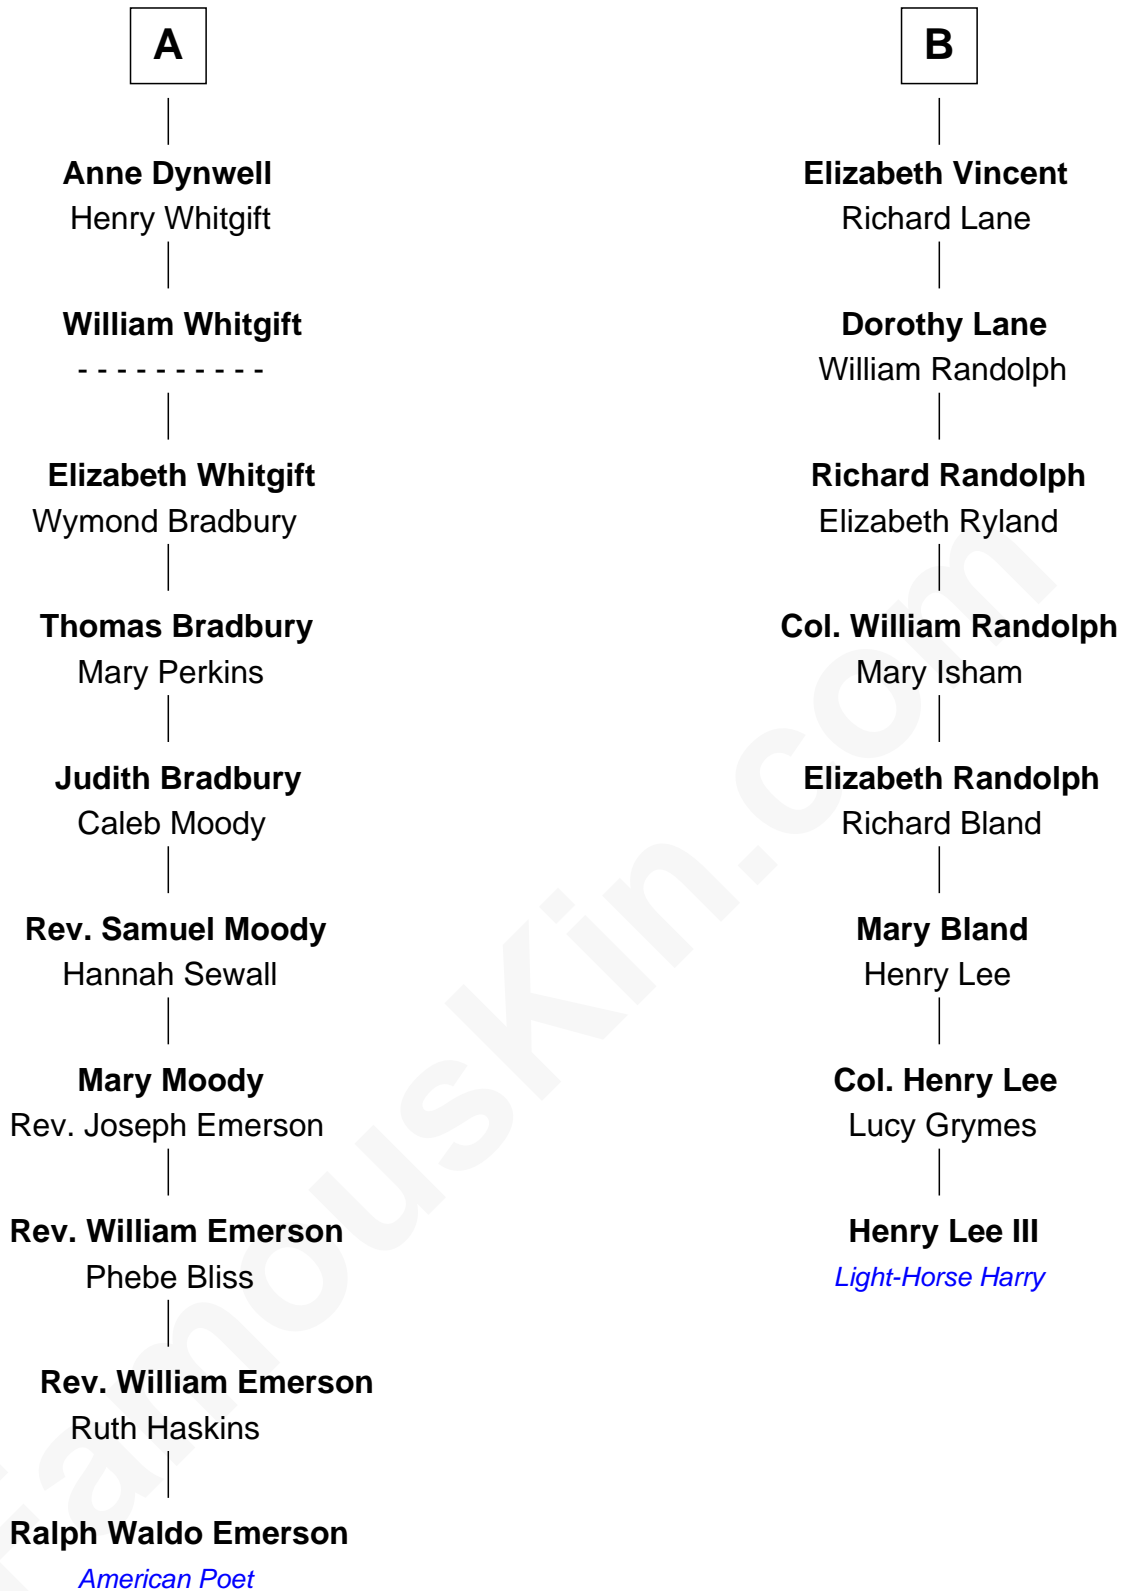 A
Anne Dynwell
Henry Whitgift
William Whitgift
- - - - - - - - - -
Elizabeth Whitgift
Wymond Bradbury
Thomas Bradbury
Mary Perkins
Judith Bradbury
Caleb Moody
Rev. Samuel Moody
Hannah Sewall
Mary Moody
Rev. Joseph Emerson
Rev. William Emerson
Phebe Bliss
Rev. William Emerson
Ruth Haskins
Ralph Waldo Emerson
American Poet
B
Elizabeth Vincent
Richard Lane
Dorothy Lane
William Randolph
Richard Randolph
Elizabeth Ryland
Col. William Randolph
Mary Isham
Elizabeth Randolph
Richard Bland
Mary Bland
Henry Lee
Col. Henry Lee
Lucy Grymes
Henry Lee III
Light-Horse Harry
FamousKin.com